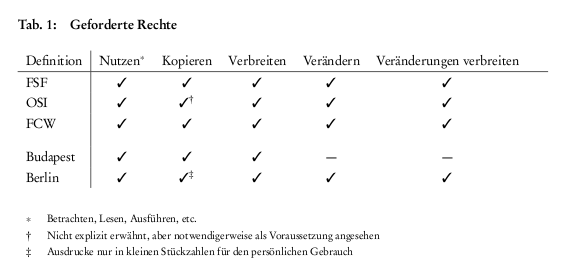 Tab. 1: Geforderte Rechte
Definition Nutzen* Kopieren Verbreiten Verändern Veränderungen verbreiten
FSF ✓ ✓ ✓ ✓ ✓
OSI ✓ ✓† ✓ ✓ ✓
FCW ✓ ✓ ✓ ✓ ✓
Budapest ✓ ✓ ✓ – –
Berlin ✓ ✓‡ ✓ ✓ ✓
* Betrachten, Lesen, Ausführen, etc.
† Nicht explizit erwähnt, aber notwendigerweise als Voraussetzung angesehen
‡ Ausdrucke nur in kleinen Stückzahlen für den persönlichen Gebrauch